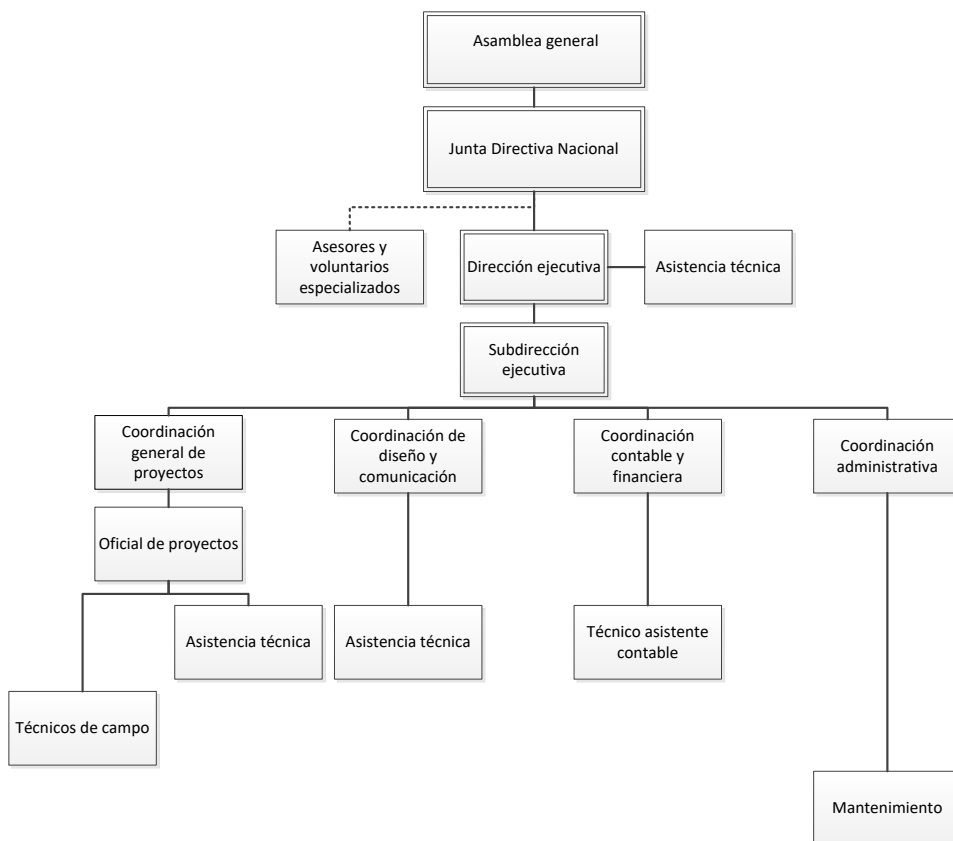 Asamblea general
Junta Directiva Nacional
Asesores y
voluntarios
especializados
Dirección ejecutiva
Asistencia técnica
Subdirección
ejecutiva
Coordinación
general de
proyectos
Coordinación de
diseño y
comunicación
Coordinación
contable y
financiera
Coordinación
administrativa
Oficial de proyectos
Asistencia técnica
Asistencia técnica
Técnico asistente
contable
Técnicos de campo
Mantenimiento